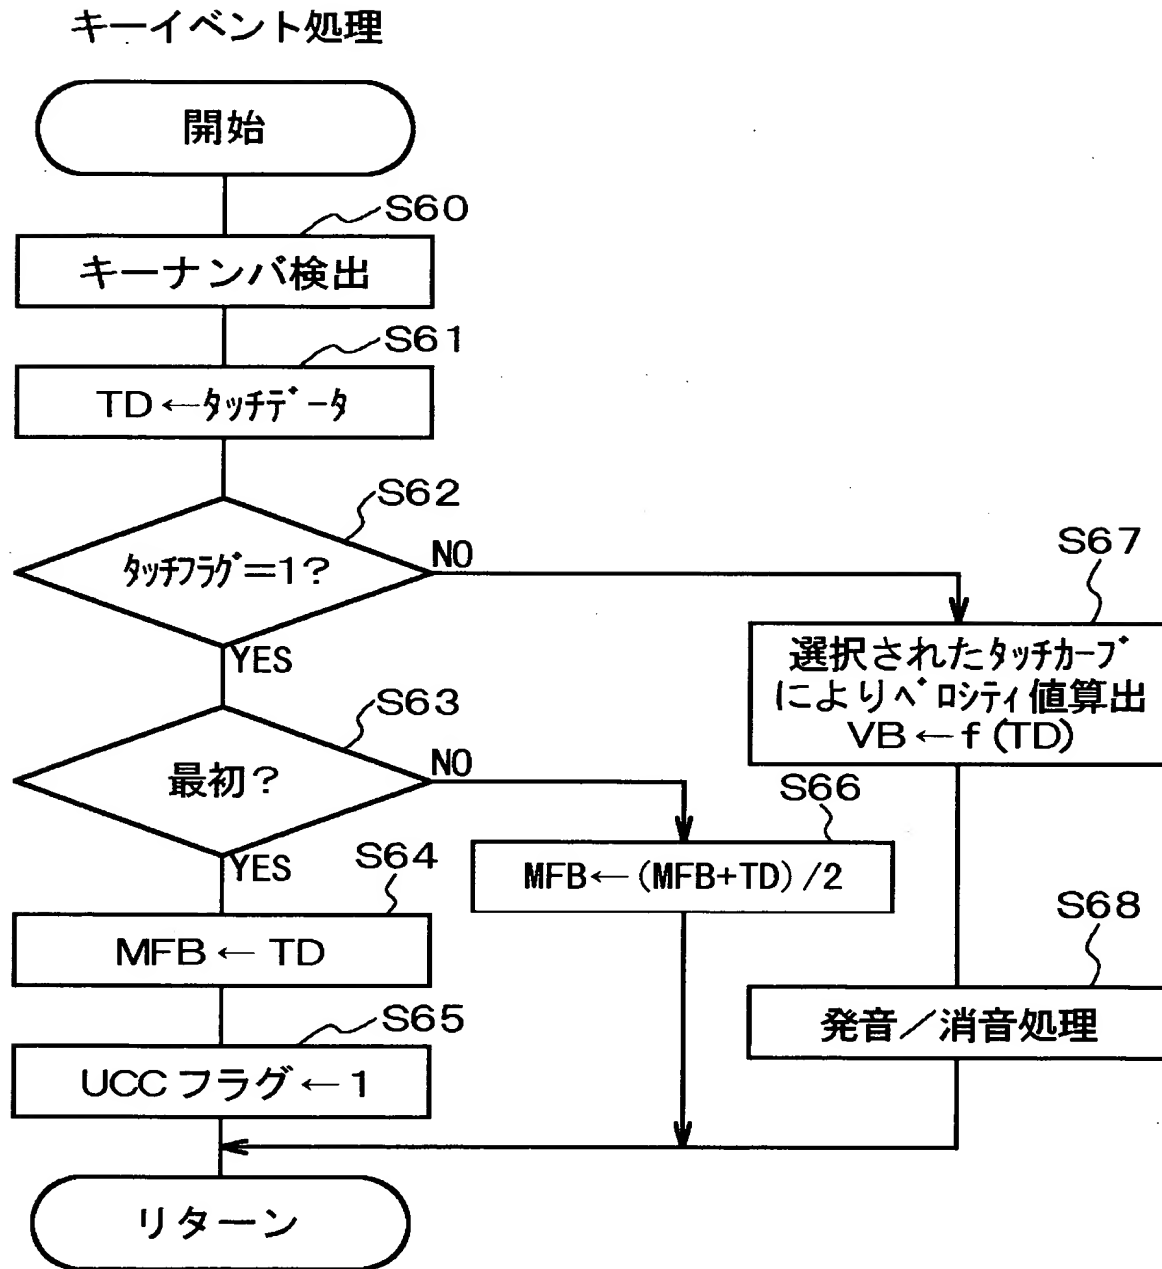 キーイベント処理
開始
S60
キーナンバ検出
S61
TD←ﾀｯﾁﾃﾞｰﾀ
S62
ﾀｯﾁﾌﾗｸﾞ=1?
NO
YES
S63
最初?
NO
YES
S64
MFB ← TD
S65
UCC フラグ ← 1
S66
MFB←(MFB+TD)/2
S67
選択されたﾀｯﾁｶｰﾌﾞ
によりﾍﾞﾛｼﾃｨ値算出
VB←f(TD)
S68
発音／消音処理
リターン